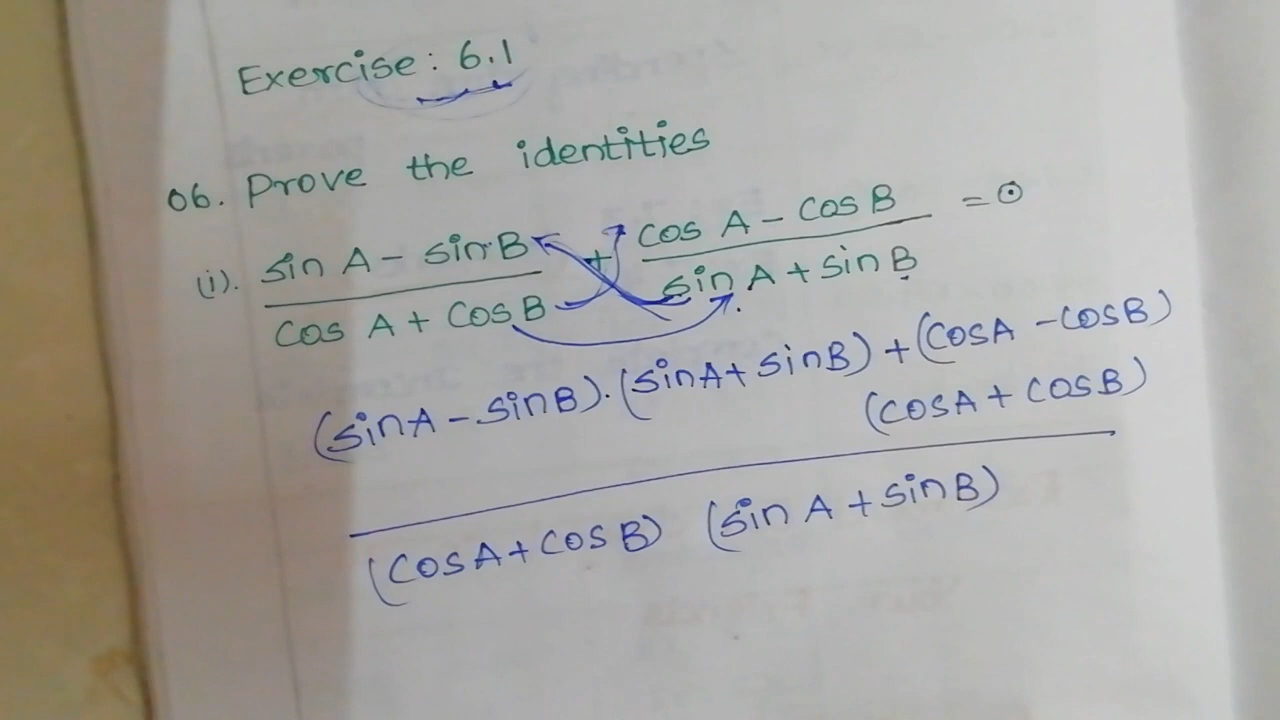 Exercise: 6.1
06. Prove the identities
(i). sin A - sin B / cos A + cos B + cos A - cos B / sin A + sin B = 0
(sinA - sinB). (sinA + sinB) + (cosA - cosB)
(cosA + cosB)
(cosA + cosB) (sin A + sinB)